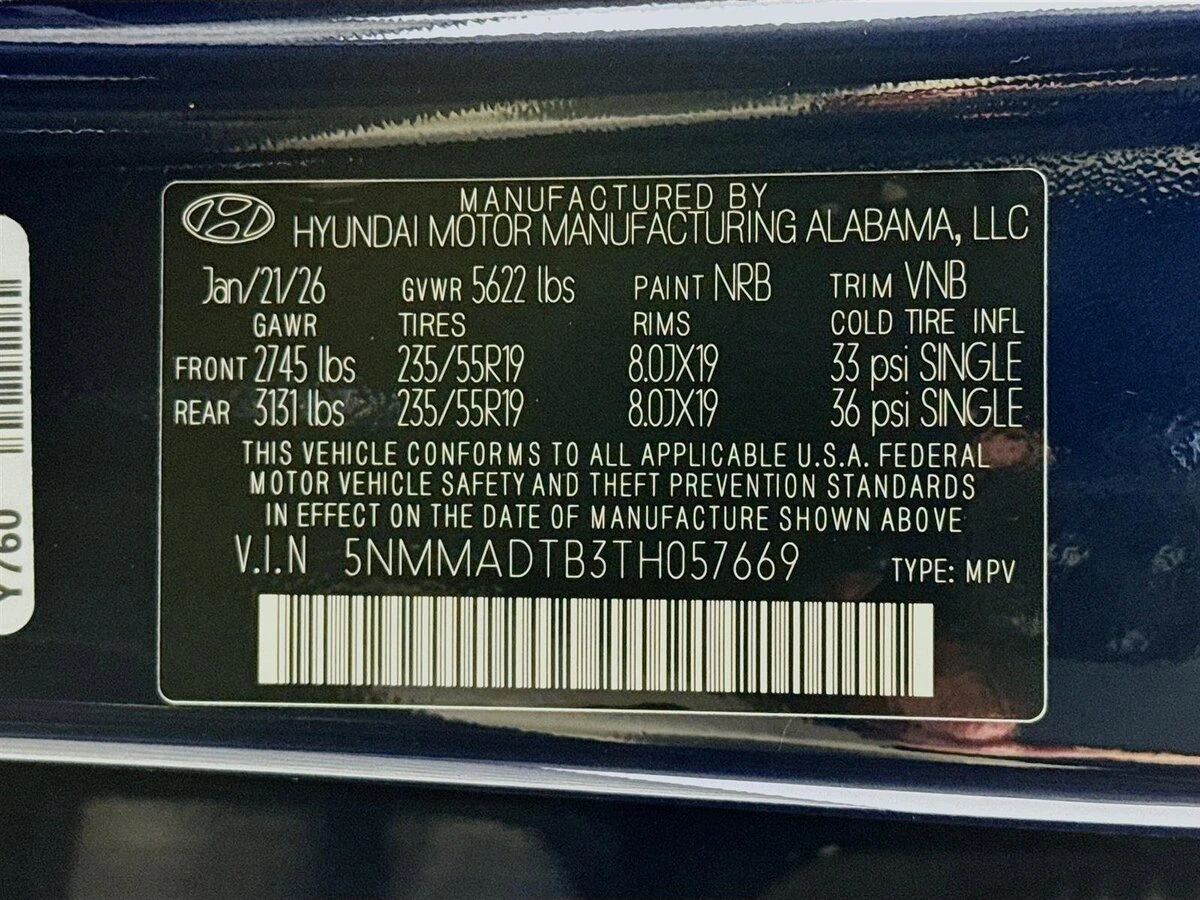 MANUFACTURED BY
HYUNDAI MOTOR MANUFACTURING ALABAMA, LLC
Jan/21/26 GVWR 5622 lbs PAINT NRB TRIM VNB
GAWR TIRES RIMS COLD TIRE INFL
FRONT 2745 lbs 235/55R19 8.0JX19 33 psi SINGLE
REAR 3131 lbs 235/55R19 8.0JX19 36 psi SINGLE
THIS VEHICLE CONFORMS TO ALL APPLICABLE U.S.A. FEDERAL
MOTOR VEHICLE SAFETY AND THEFT PREVENTION STANDARDS
IN EFFECT ON THE DATE OF MANUFACTURE SHOWN ABOVE
V.I.N 5NMMADTB3TH057669 TYPE: MPV